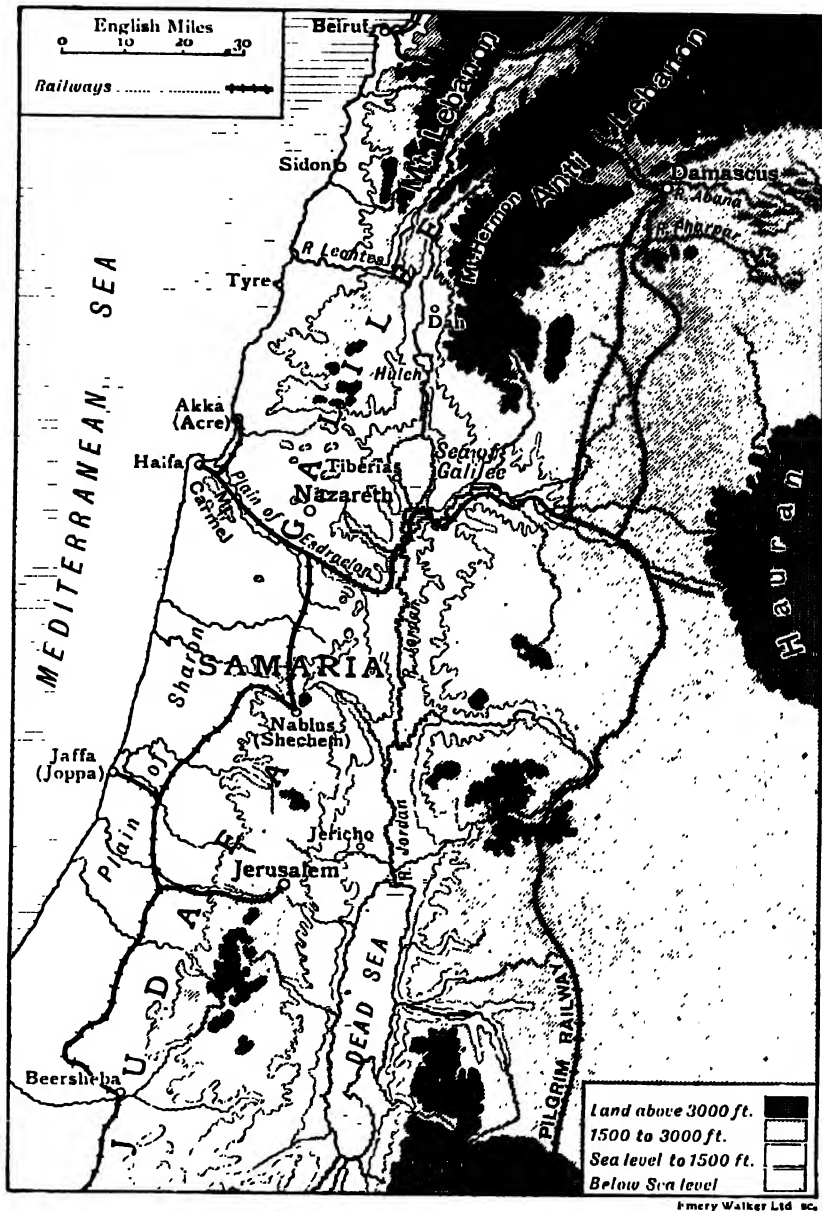 English Miles
0 10 20 30
Railways
Beirut
Mt. Lebanon
Anti Lebanon
Sidon
Damascus
R. Abana
R. Pharpar
Mt. Hermon
R. Leontes
Tyre
Dan
MEDITERRANEAN SEA
Huleh
GALILEE
Akka
(Acre)
Haifa
Mt.
Carmel
Tiberias
Sea of
Galilee
Nazareth
Plain of Esdraelon
Hauran
R. Jordan
SAMARIA
Plain of Sharon
Nablus
(Shechem)
Jaffa
(Joppa)
Jericho
R. Jordan
Jerusalem
JUDAEA
DEAD SEA
PILGRIM RAILWAY
Beersheba
Land above 3000 ft.
1500 to 3000 ft.
Sea level to 1500 ft.
Below Sea level
Emery Walker Ltd sc.